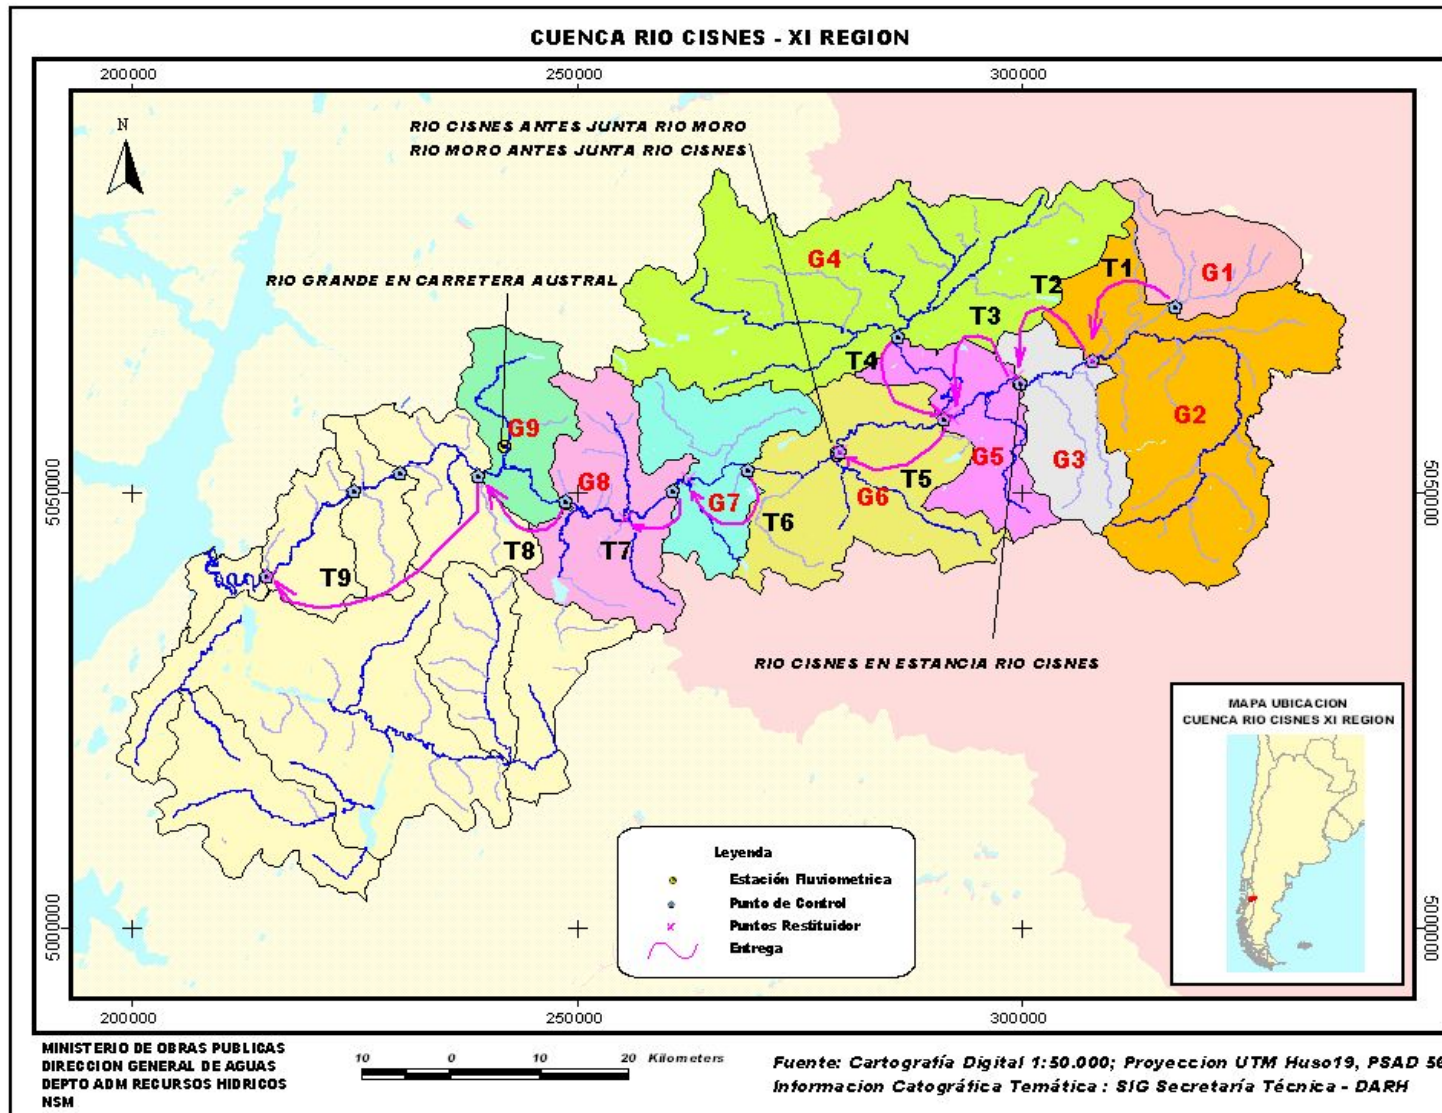 CUENCA RIO CISNES - XI REGION
200000
250000
300000
N
RIO CISNES ANTES JUNTA RIO MORO
RIO MORO ANTES JUNTA RIO CISNES
RIO GRANDE EN CARRETERA AUSTRAL
G4
T1
G1
T2
T3
T4
G2
G9
G5
G3
5050000
5050000
G8
G7
T5
G6
T6
T8
T7
T9
RIO CISNES EN ESTANCIA RIO CISNES
MAPA UBICACION
CUENCA RIO CISNES XI REGION
Leyenda
Estación Fluviometrica
Punto de Control
Puntos Restituidor
Entrega
5000000
5000000
200000
250000
300000
MINISTERIO DE OBRAS PUBLICAS
DIRECCION GENERAL DE AGUAS
DEPTO ADM RECURSOS HIDRICOS
NSM
10 0 10 20 Kilometers
Fuente: Cartografía Digital 1:50.000; Proyeccion UTM Huso19, PSAD 56
Informacion Catográfica Temática : SIG Secretaría Técnica - DARH